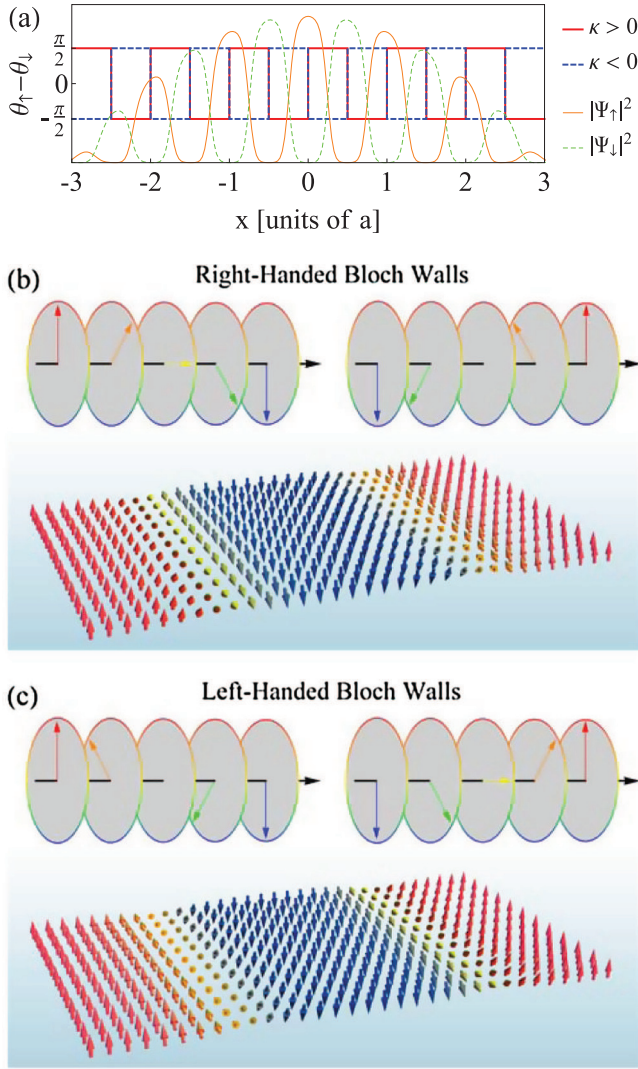 (a)
θ↑−θ↓
π/2
0
-π/2
-3
-2
-1
0
1
2
3
x [units of a]
κ > 0
κ < 0
|Ψ↑|²
|Ψ↓|²
(b)
Right-Handed Bloch Walls
(c)
Left-Handed Bloch Walls